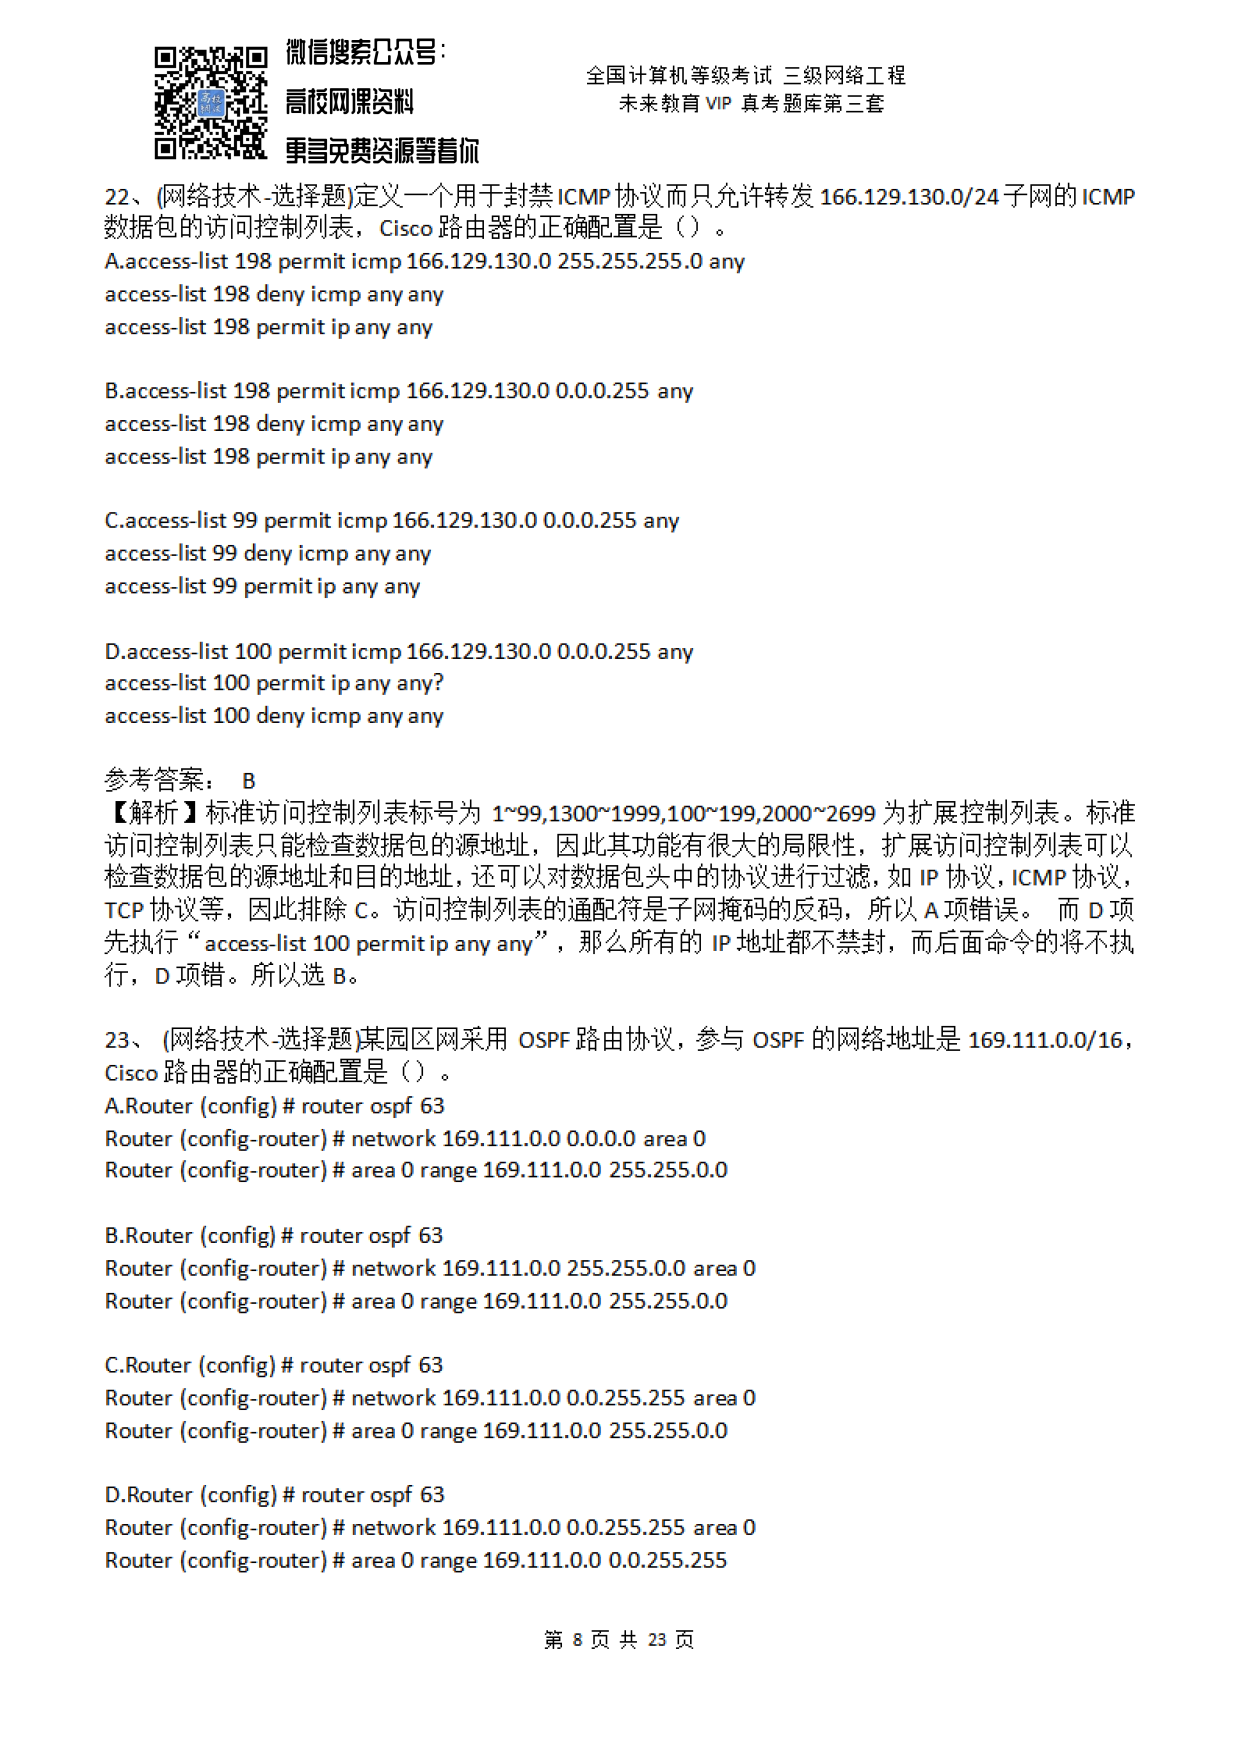 微信搜索公众号：
高校网课资料
更多免费资源等着你
高校
网课
全国计算机等级考试 三级网络工程
未来教育 VIP 真考题库第三套
22、(网络技术-选择题)定义一个用于封禁 ICMP 协议而只允许转发 166.129.130.0/24 子网的 ICMP
数据包的访问控制列表，Cisco 路由器的正确配置是（）。
A.access-list 198 permit icmp 166.129.130.0 255.255.255.0 any
access-list 198 deny icmp any any
access-list 198 permit ip any any
B.access-list 198 permit icmp 166.129.130.0 0.0.0.255 any
access-list 198 deny icmp any any
access-list 198 permit ip any any
C.access-list 99 permit icmp 166.129.130.0 0.0.0.255 any
access-list 99 deny icmp any any
access-list 99 permit ip any any
D.access-list 100 permit icmp 166.129.130.0 0.0.0.255 any
access-list 100 permit ip any any?
access-list 100 deny icmp any any
参考答案： B
【解析】标准访问控制列表标号为 1~99,1300~1999,100~199,2000~2699 为扩展控制列表。标准
访问控制列表只能检查数据包的源地址，因此其功能有很大的局限性，扩展访问控制列表可以
检查数据包的源地址和目的地址，还可以对数据包头中的协议进行过滤，如 IP 协议，ICMP 协议，
TCP 协议等，因此排除 C。访问控制列表的通配符是子网掩码的反码，所以 A 项错误。 而 D 项
先执行“access-list 100 permit ip any any”，那么所有的 IP 地址都不禁封，而后面命令的将不执
行，D 项错。所以选 B。
23、 (网络技术-选择题)某园区网采用 OSPF 路由协议，参与 OSPF 的网络地址是 169.111.0.0/16，
Cisco 路由器的正确配置是（）。
A.Router (config) # router ospf 63
Router (config-router) # network 169.111.0.0 0.0.0.0 area 0
Router (config-router) # area 0 range 169.111.0.0 255.255.0.0
B.Router (config) # router ospf 63
Router (config-router) # network 169.111.0.0 255.255.0.0 area 0
Router (config-router) # area 0 range 169.111.0.0 255.255.0.0
C.Router (config) # router ospf 63
Router (config-router) # network 169.111.0.0 0.0.255.255 area 0
Router (config-router) # area 0 range 169.111.0.0 255.255.0.0
D.Router (config) # router ospf 63
Router (config-router) # network 169.111.0.0 0.0.255.255 area 0
Router (config-router) # area 0 range 169.111.0.0 0.0.255.255
第 8 页 共 23 页